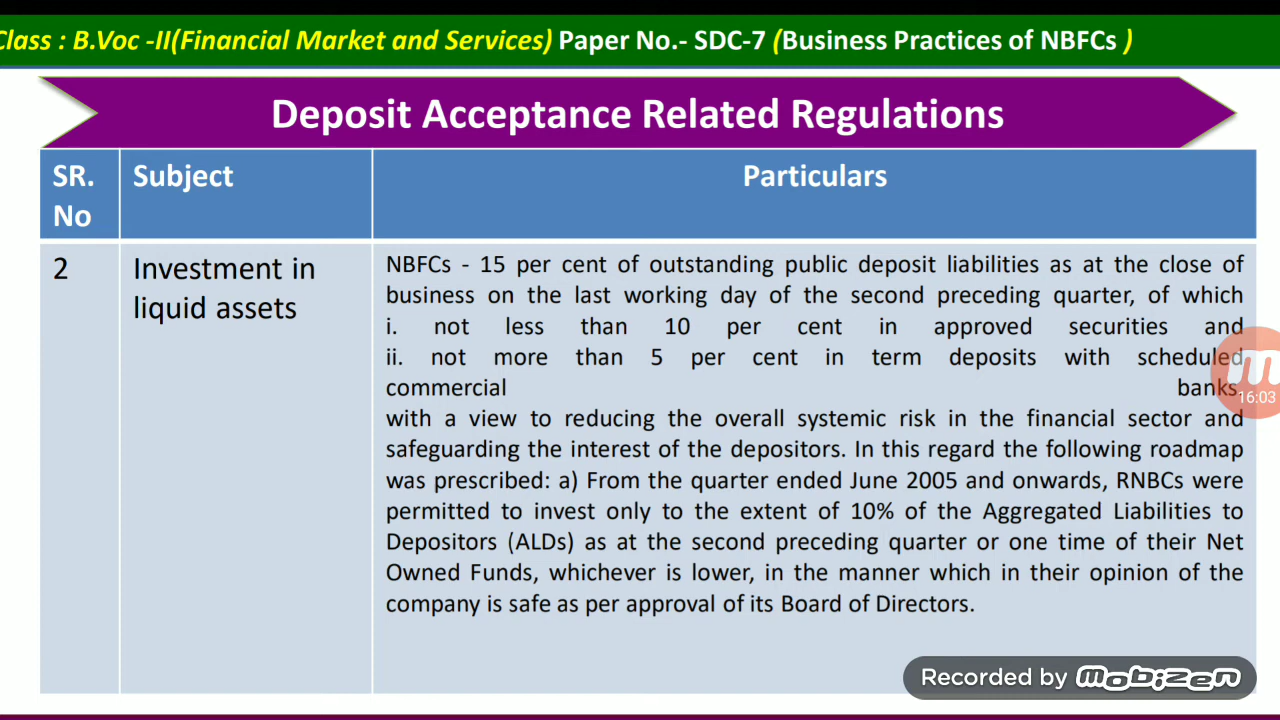 Class : B.Voc -II(Financial Market and Services) Paper No.- SDC-7 (Business Practices of NBFCs )
Deposit Acceptance Related Regulations
SR. No
Subject
Particulars
2
Investment in
liquid assets
NBFCs - 15 per cent of outstanding public deposit liabilities as at the close of
business on the last working day of the second preceding quarter, of which
i. not less than 10 per cent in approved securities and
ii. not more than 5 per cent in term deposits with scheduled
commercial banks
with a view to reducing the overall systemic risk in the financial sector and
safeguarding the interest of the depositors. In this regard the following roadmap
was prescribed: a) From the quarter ended June 2005 and onwards, RNBCs were
permitted to invest only to the extent of 10% of the Aggregated Liabilities to
Depositors (ALDs) as at the second preceding quarter or one time of their Net
Owned Funds, whichever is lower, in the manner which in their opinion of the
company is safe as per approval of its Board of Directors.
16:03
Recorded by mobizen